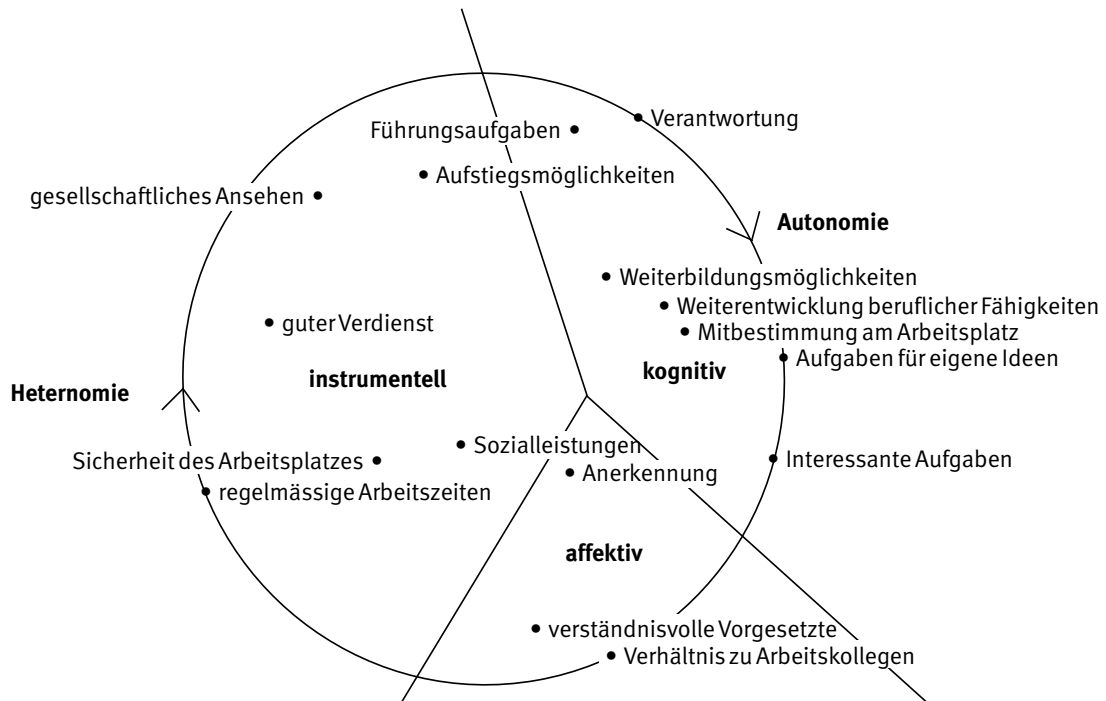 Verantwortung
Führungsaufgaben
Aufstiegsmöglichkeiten
gesellschaftliches Ansehen
Autonomie
Weiterbildungsmöglichkeiten
Weiterentwicklung beruflicher Fähigkeiten
guter Verdienst
Mitbestimmung am Arbeitsplatz
Aufgaben für eigene Ideen
kognitiv
instrumentell
Heternomie
Sozialleistungen
Sicherheit des Arbeitsplatzes
Interessante Aufgaben
Anerkennung
regelmässige Arbeitszeiten
affektiv
verständnisvolle Vorgesetzte
Verhältnis zu Arbeitskollegen